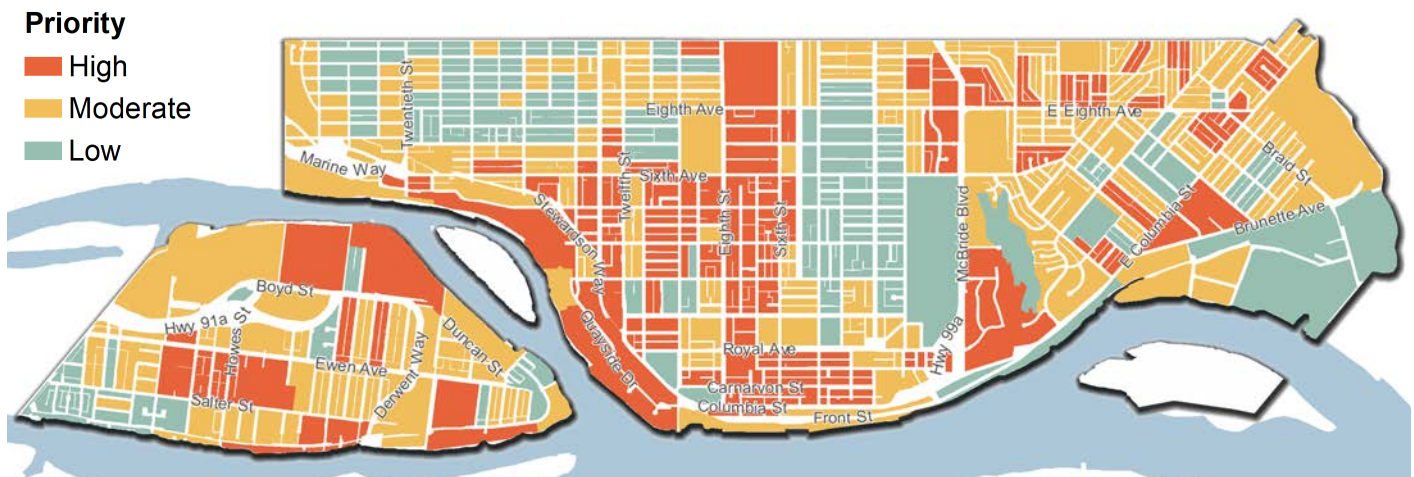 Priority
High
Moderate
Low
Twentieth St
Eighth Ave
E Eighth Ave
Marine Way
Twelfth St
Sixth Ave
Braid St
Stewardson Way
Eighth St
Sixth St
McBride Blvd
E Columbia St
Brunette Ave
Boyd St
Hwy 91a
Howes St
Ewen Ave
Derwent Way
Duncan St
Salter St
Quayside Dr
Royal Ave
Hwy 99a
Carnarvon St
Columbia St
Front St